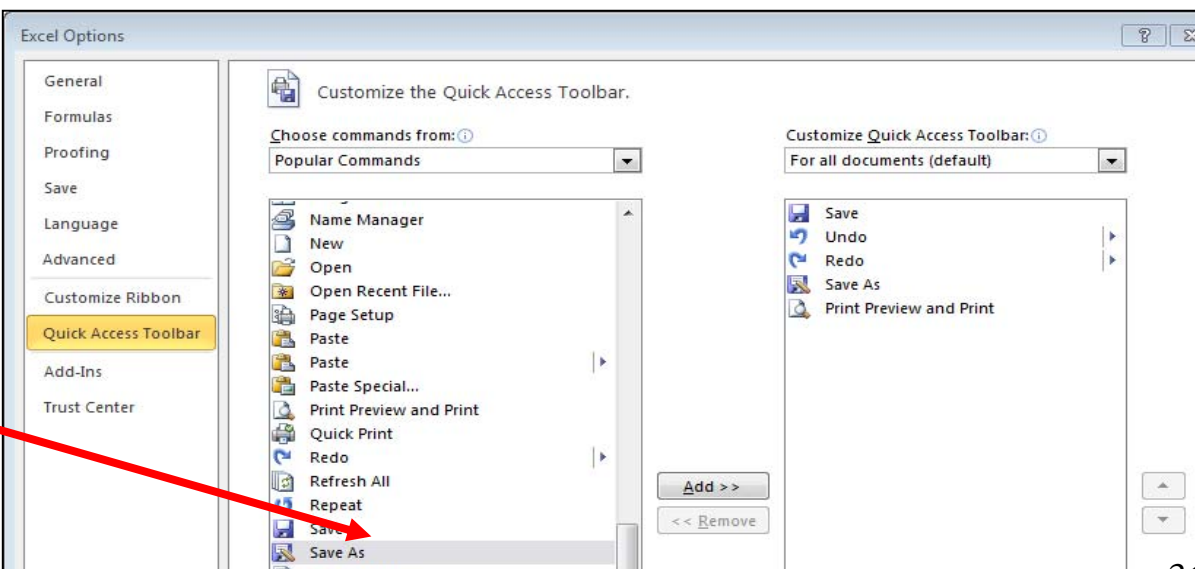 Excel Options
General
Formulas
Proofing
Save
Language
Advanced
Customize Ribbon
Quick Access Toolbar
Add-Ins
Trust Center
Customize the Quick Access Toolbar.
Choose commands from:
Popular Commands
Name Manager
New
Open
Open Recent File...
Page Setup
Paste
Paste
Paste Special...
Print Preview and Print
Quick Print
Redo
Refresh All
Repeat
Save
Save As
Add >>
<< Remove
Customize Quick Access Toolbar:
For all documents (default)
Save
Undo
Redo
Save As
Print Preview and Print